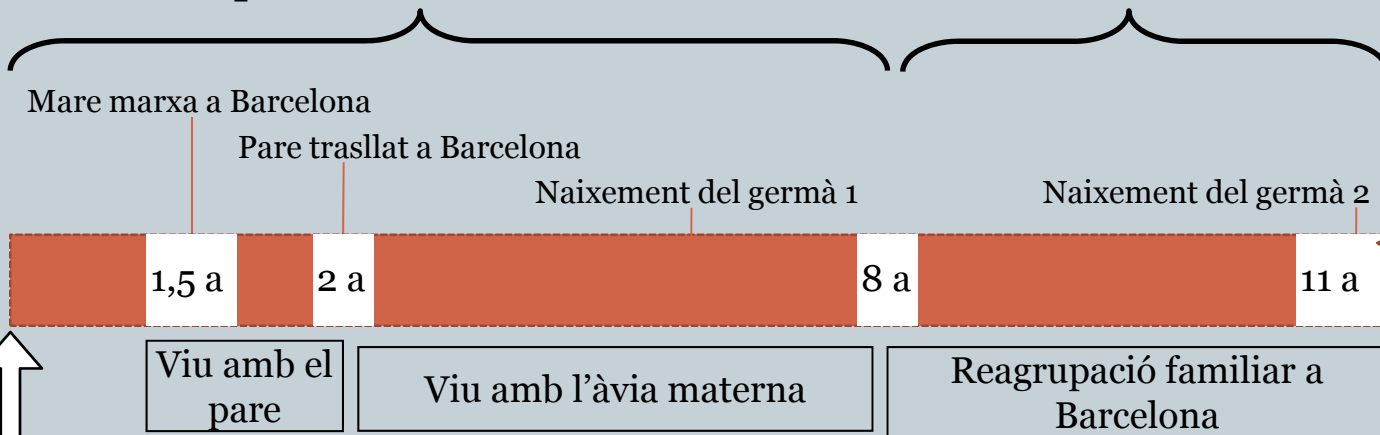 Mare marxa a Barcelona
Pare trasllat a Barcelona
Naixement del germà 1
Naixement del germà 2
1,5 a
2 a
8 a
11 a
Viu amb el
pare
Viu amb l’àvia materna
Reagrupació familiar a
Barcelona